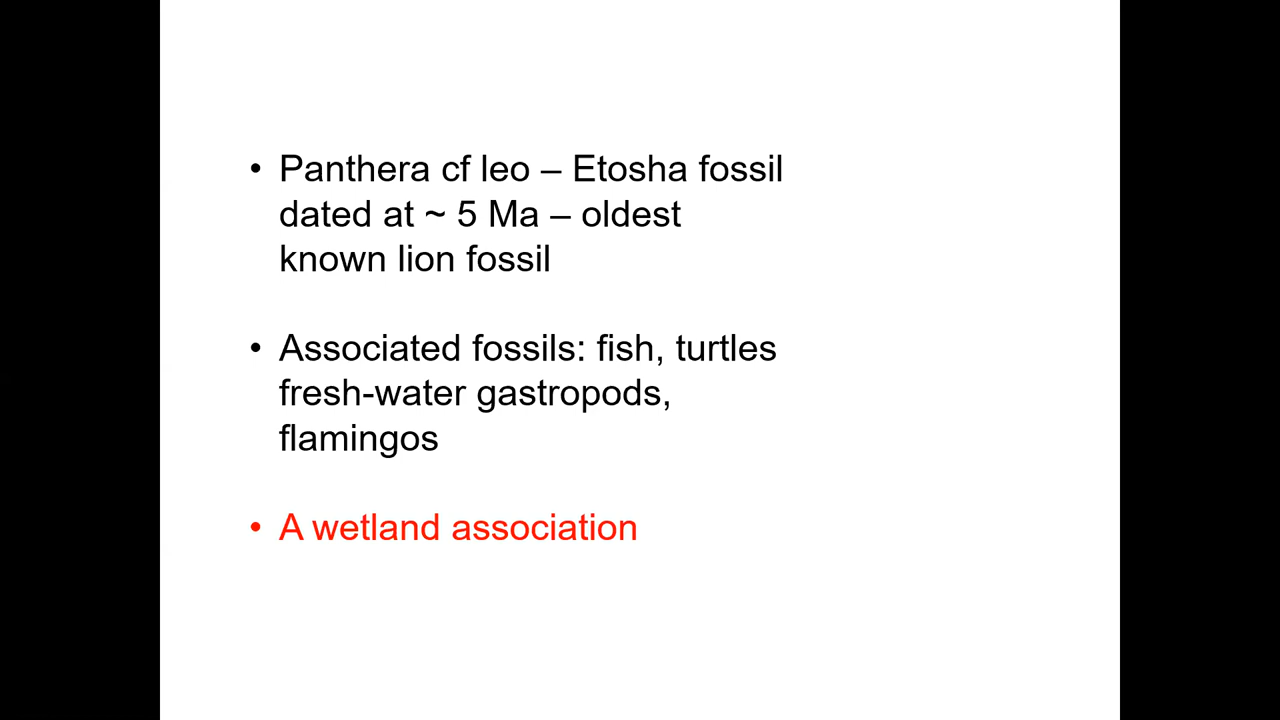 • Panthera cf leo – Etosha fossil
dated at ~ 5 Ma – oldest
known lion fossil
• Associated fossils: fish, turtles
fresh-water gastropods,
flamingos
• A wetland association